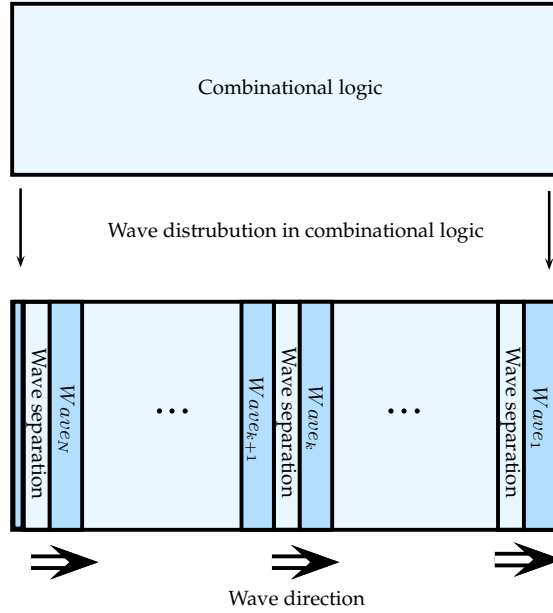 Combinational logic
Wave distrubution in combinational logic
Wave separation
Wave_N
...
Wave_{k+1}
Wave separation
Wave_k
...
Wave separation
Wave_1
Wave direction